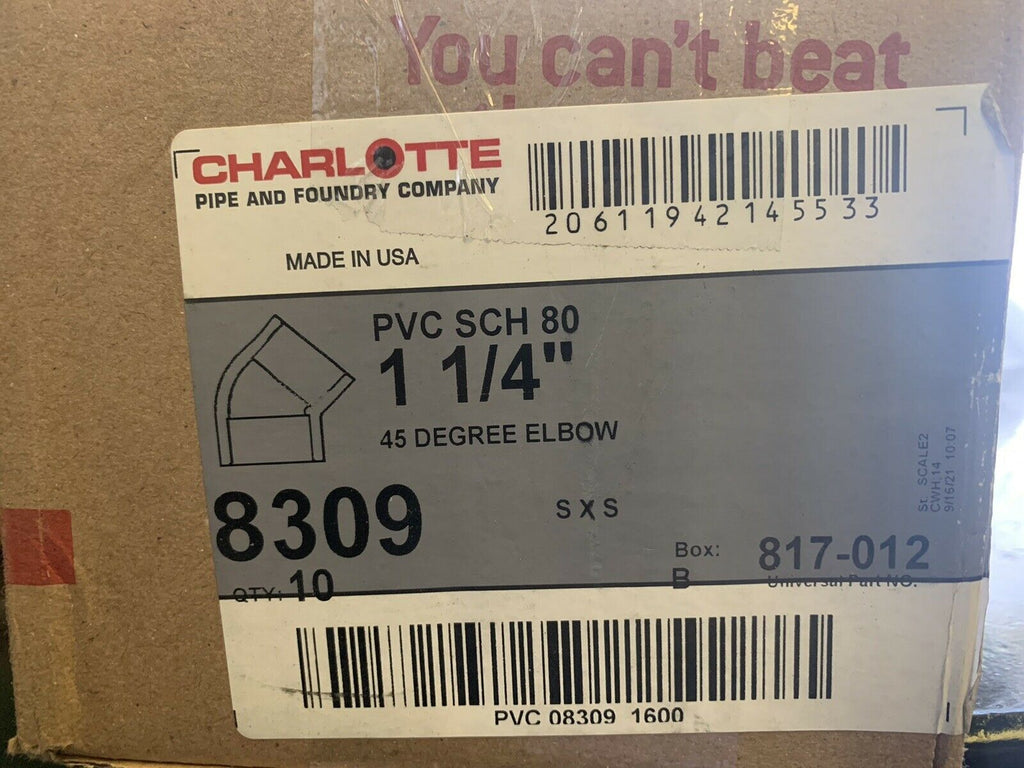 You can't beat
CHARLOTTE
PIPE AND FOUNDRY COMPANY
20611942145533
MADE IN USA
PVC SCH 80
1 1/4"
45 DEGREE ELBOW
8309
S X S
QTY: 10
Box:
B
817-012
Universal Part NO.
St. SCALE2
CWH.14
9/16/21 10:07
PVC 08309 1600